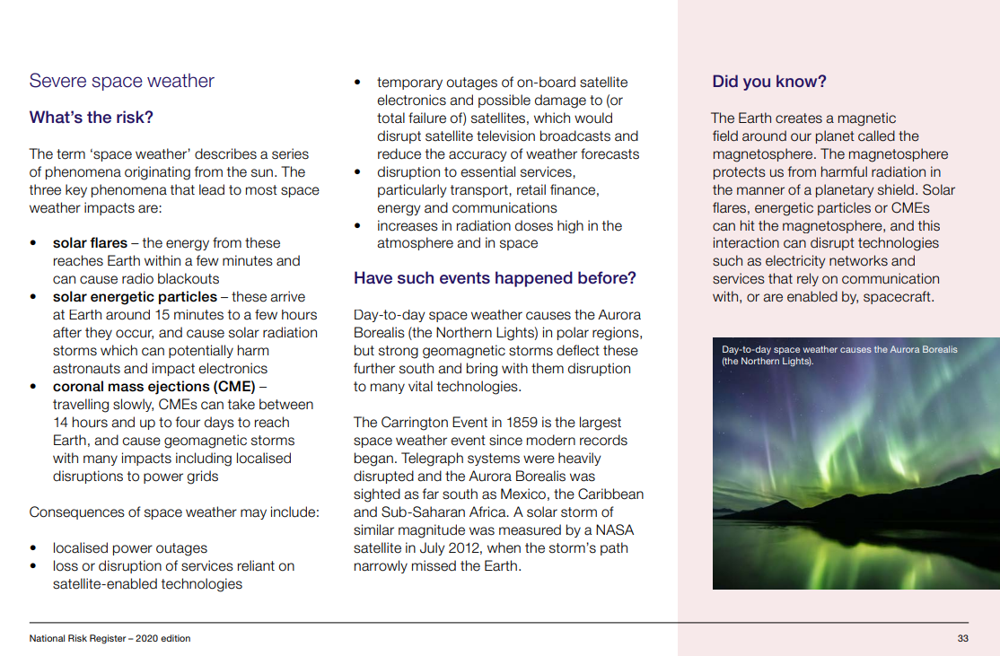 Severe space weather
What’s the risk?
The term ‘space weather’ describes a series
of phenomena originating from the sun. The
three key phenomena that lead to most space
weather impacts are:
• solar flares – the energy from these
reaches Earth within a few minutes and
can cause radio blackouts
• solar energetic particles – these arrive
at Earth around 15 minutes to a few hours
after they occur, and cause solar radiation
storms which can potentially harm
astronauts and impact electronics
• coronal mass ejections (CME) –
travelling slowly, CMEs can take between
14 hours and up to four days to reach
Earth, and cause geomagnetic storms
with many impacts including localised
disruptions to power grids
Consequences of space weather may include:
• localised power outages
• loss or disruption of services reliant on
satellite-enabled technologies
• temporary outages of on-board satellite
electronics and possible damage to (or
total failure of) satellites, which would
disrupt satellite television broadcasts and
reduce the accuracy of weather forecasts
• disruption to essential services,
particularly transport, retail finance,
energy and communications
• increases in radiation doses high in the
atmosphere and in space
Have such events happened before?
Day-to-day space weather causes the Aurora
Borealis (the Northern Lights) in polar regions,
but strong geomagnetic storms deflect these
further south and bring with them disruption
to many vital technologies.
The Carrington Event in 1859 is the largest
space weather event since modern records
began. Telegraph systems were heavily
disrupted and the Aurora Borealis was
sighted as far south as Mexico, the Caribbean
and Sub-Saharan Africa. A solar storm of
similar magnitude was measured by a NASA
satellite in July 2012, when the storm’s path
narrowly missed the Earth.
Did you know?
The Earth creates a magnetic
field around our planet called the
magnetosphere. The magnetosphere
protects us from harmful radiation in
the manner of a planetary shield. Solar
flares, energetic particles or CMEs
can hit the magnetosphere, and this
interaction can disrupt technologies
such as electricity networks and
services that rely on communication
with, or are enabled by, spacecraft.
Day-to-day space weather causes the Aurora Borealis
(the Northern Lights).
National Risk Register – 2020 edition
33